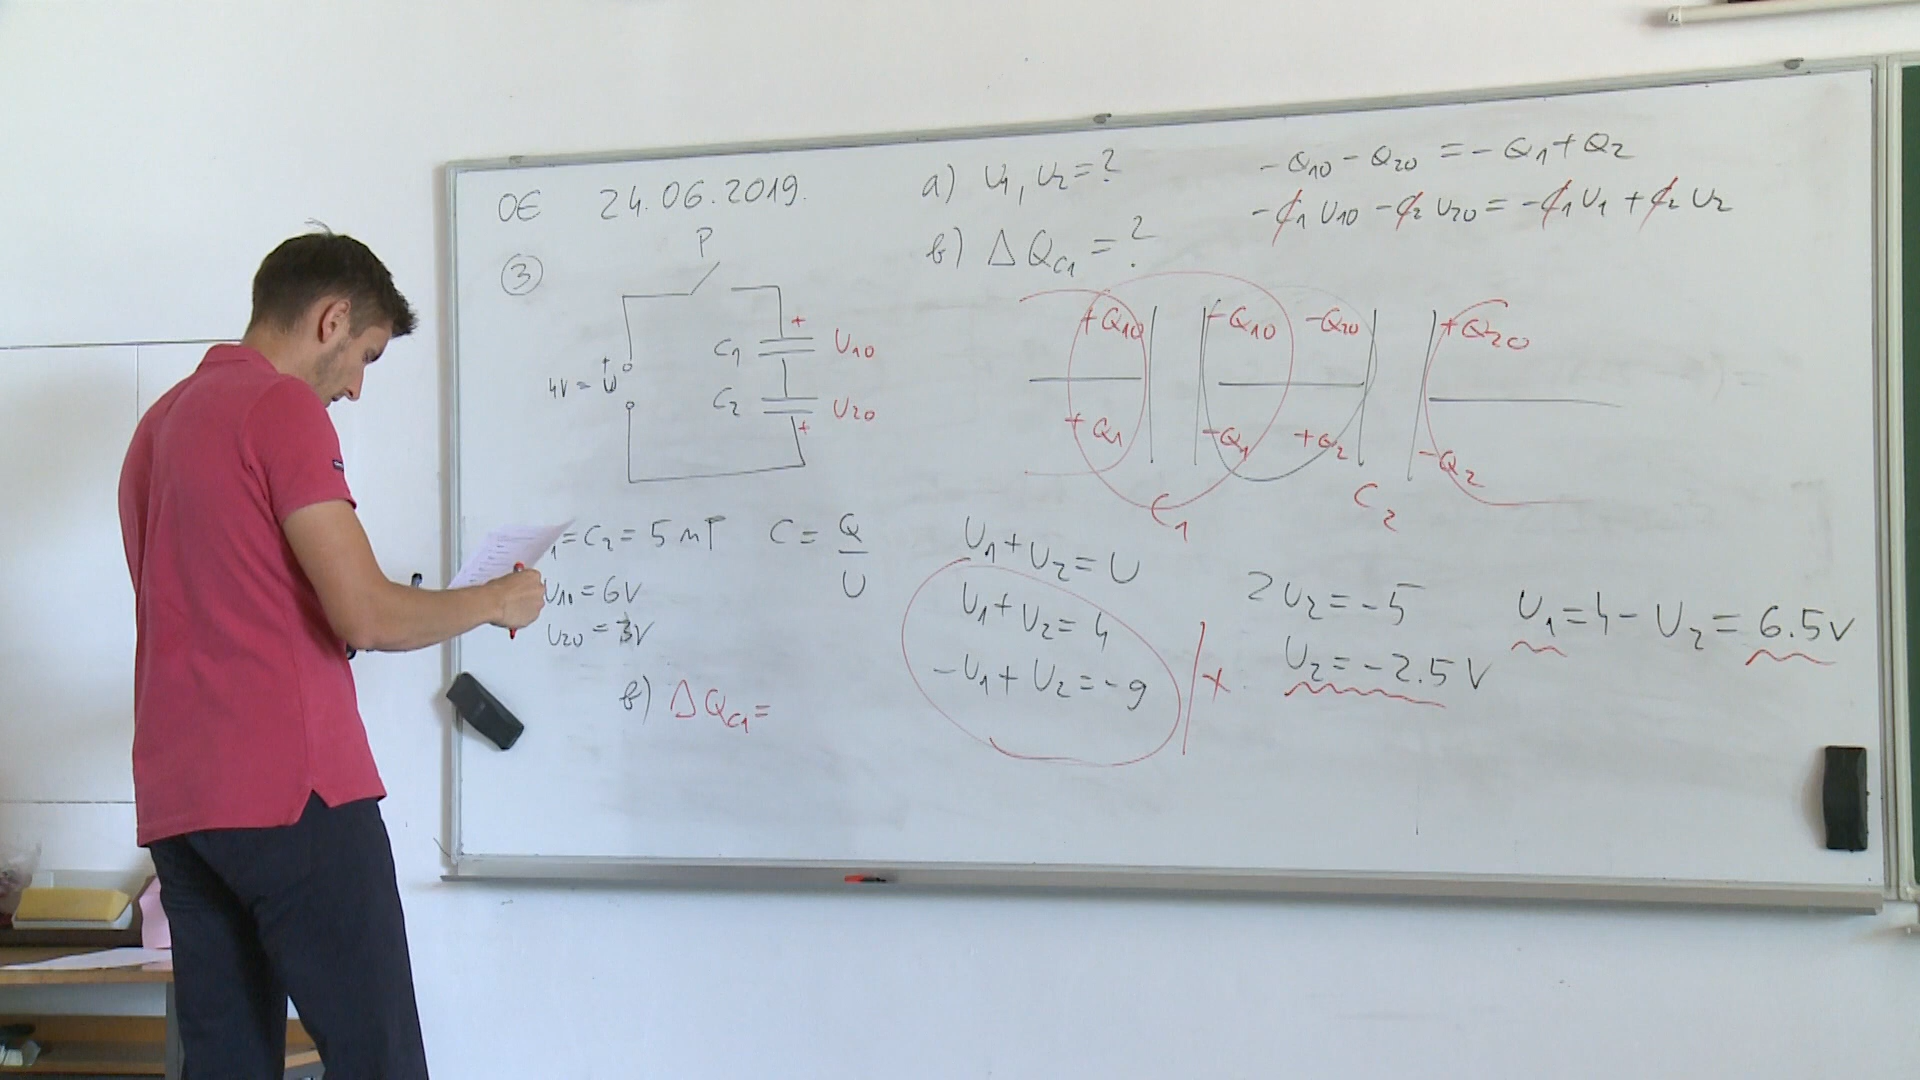 OE 24.06.2019.
3
a) U1, U2 = ?
в) ΔQC1 = ?
-Q10 - Q20 = -Q1 + Q2
-C1 U10 - C2 U20 = -C1 U1 + C2 U2
P
+
C1 U10
+
4V = U
C2 U20
+
+Q10 -Q10 -Q20 +Q20
+Q1 -Q1 +Q2 -Q2
C1 C2
1 = C2 = 5 nF C = Q/U
U10 = 6V
U20 = 3V
в) ΔQC1 =
U1 + U2 = U
U1 + U2 = 4
-U1 + U2 = -9
+
2U2 = -5
U2 = -2.5V
U1 = 4 - U2 = 6.5V